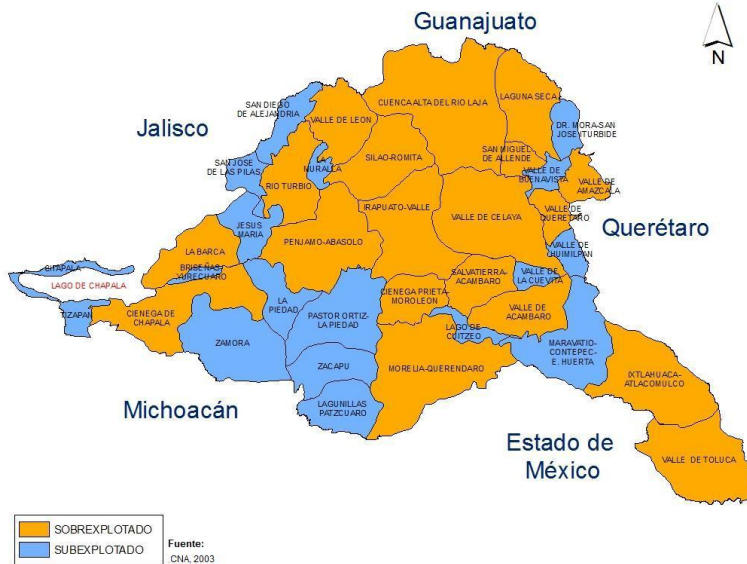 Guanajuato
N
Jalisco
SAN DIEGO
DE ALEJANDRIA
VALLE DE LEON
CUENCA ALTA DEL RIO LAJA
LAGUNA SECA
DR. MORA-SAN
JOSE ITURBIDE
SAN JOSE
DE LAS PILAS
LA
MURALLA
SILAO-ROMITA
SAN MIGUEL
DE ALLENDE
VALLE DE
BUENAVISTA
VALLE DE
AMAZCALA
RIO TURBIO
IRAPUATO-VALLE
VALLE DE CELAYA
VALLE DE
QUERETARO
Querétaro
JESUS
MARIA
PENJAMO-ABASOLO
VALLE DE
HUIMILPAN
LA BARCA
BRISEÑAS-
YURECUARO
CHAPALA
LAGO DE CHAPALA
TIZAPAN
CIENEGA DE
CHAPALA
LA
PIEDAD
PASTOR ORTIZ-
LA PIEDAD
CIENEGA PRIETA-
MOROLEON
SALVATIERRA-
ACAMBARO
VALLE DE
LA CUEVITA
VALLE DE
ACAMBARO
LAGO DE
CUITZEO
ZAMORA
ZACAPU
MORELIA-QUERENDARO
MARAVATIO-
CONTEPEC-
E. HUERTA
IXTLAHUACA-
ATLACOMULCO
LAGUNILLAS
PATZCUARO
Michoacán
Estado de
México
VALLE DE TOLUCA
SOBREXPLOTADO
SUBEXPLOTADO
Fuente:
CNA, 2003